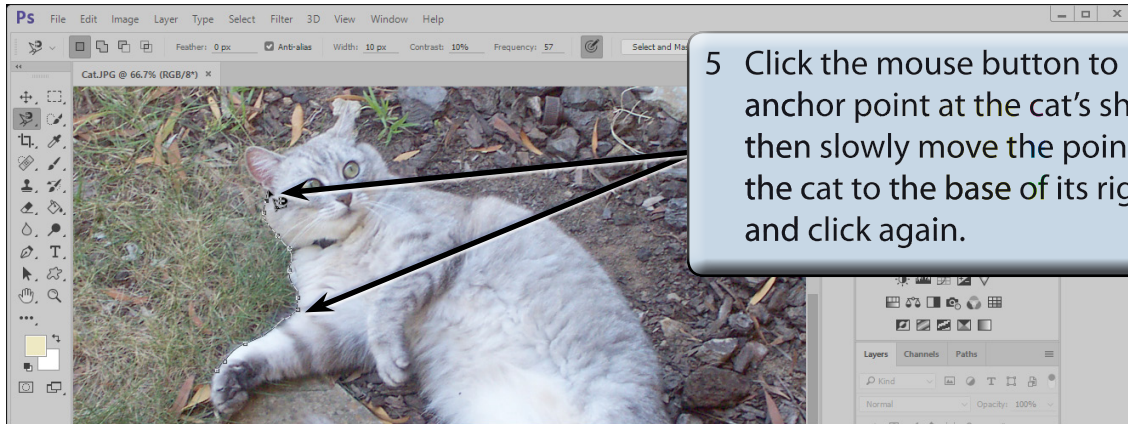 Ps File Edit Image Layer Type Select Filter 3D View Window Help
Feather: 0 px Anti-alias Width: 10 px Contrast: 10% Frequency: 57 Select and Mas
Cat.JPG @ 66.7% (RGB/8*) ×
5 Click the mouse button to
anchor point at the cat's sh
then slowly move the poin
the cat to the base of its rig
and click again.
Layers Channels Paths
Kind
Normal Opacity: 100%